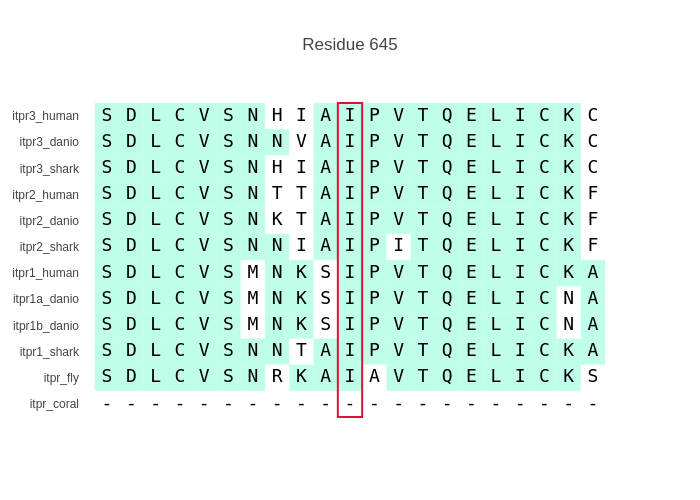 Residue 645
itpr3_human S D L C V S N H I A I P V T Q E L I C K C
itpr3_danio S D L C V S N N V A I P V T Q E L I C K C
itpr3_shark S D L C V S N H I A I P V T Q E L I C K C
itpr2_human S D L C V S N T T A I P V T Q E L I C K F
itpr2_danio S D L C V S N K T A I P V T Q E L I C K F
itpr2_shark S D L C V S N N I A I P I T Q E L I C K F
itpr1_human S D L C V S M N K S I P V T Q E L I C K A
itpr1a_danio S D L C V S M N K S I P V T Q E L I C N A
itpr1b_danio S D L C V S M N K S I P V T Q E L I C N A
itpr1_shark S D L C V S N N T A I P V T Q E L I C K A
itpr_fly S D L C V S N R K A I A V T Q E L I C K S
itpr_coral - - - - - - - - - - - - - - - - - - - - -